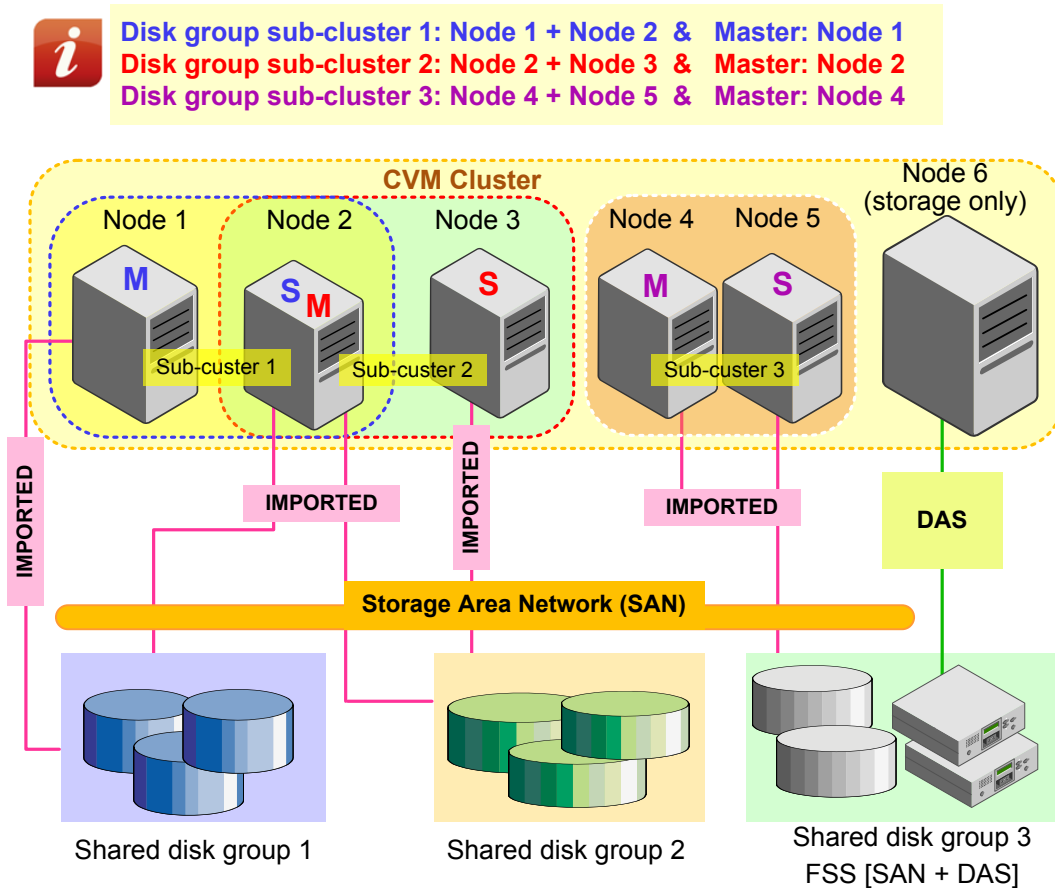 i
Disk group sub-cluster 1: Node 1 + Node 2 & Master: Node 1
Disk group sub-cluster 2: Node 2 + Node 3 & Master: Node 2
Disk group sub-cluster 3: Node 4 + Node 5 & Master: Node 4
CVM Cluster
Node 6
(storage only)
Node 1
Node 2
Node 3
Node 4
Node 5
M
S
M
S
M
S
Sub-custer 1
Sub-custer 2
Sub-custer 3
IMPORTED
IMPORTED
IMPORTED
IMPORTED
DAS
Storage Area Network (SAN)
Shared disk group 1
Shared disk group 2
Shared disk group 3
FSS [SAN + DAS]